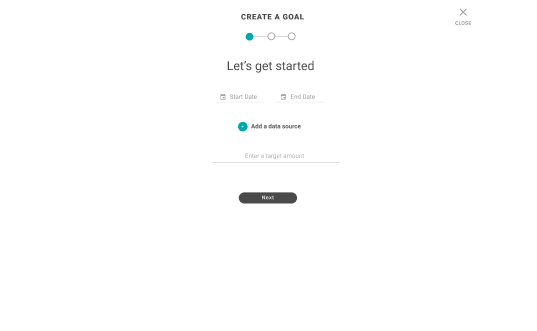 CREATE A GOAL
CLOSE
Let's get started
Start Date
End Date
Add a data source
Enter a target amount
Next